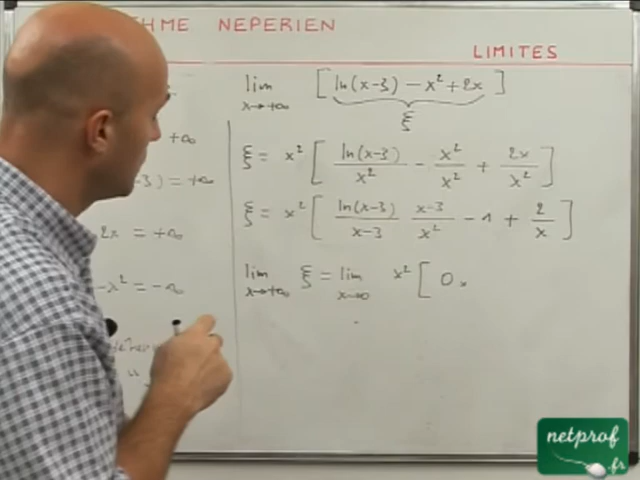 THME NEPERIEN
LIMITES
lim x→+∞ [ ln(x-3) - x² + 2x ]
ξ
+∞
ξ = x² [ ln(x-3)/x² - x²/x² + 2x/x² ]
-3) = +∞
ξ = x² [ ln(x-3)/x-3 x-3/x² - 1 + 2/x ]
2x = +∞
lim x→+∞ ξ = lim x→∞ x² [ 0 ×
-x² = -∞
netprof
.fr